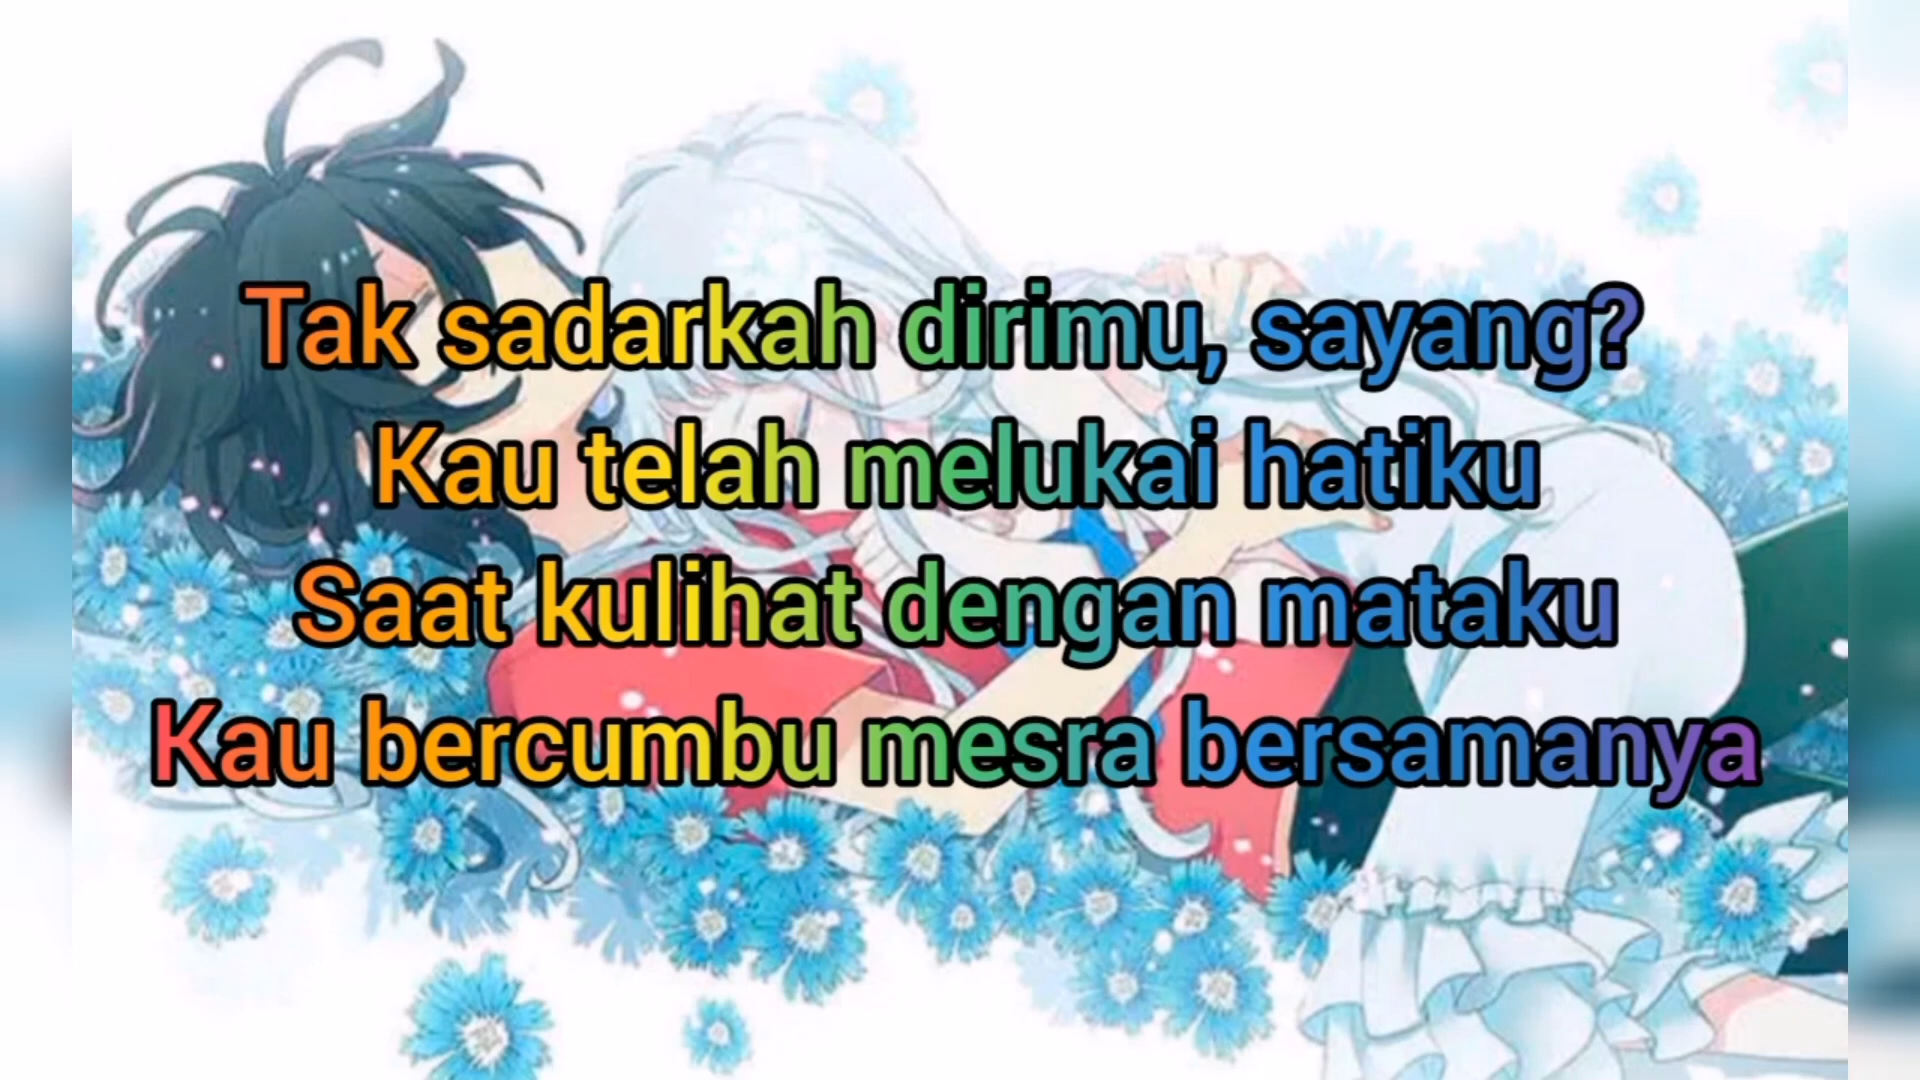 Tak sadarkah dirimu, sayang?
Kau telah melukai hatiku
Saat kulihat dengan mataku
Kau bercumbu mesra bersamanya